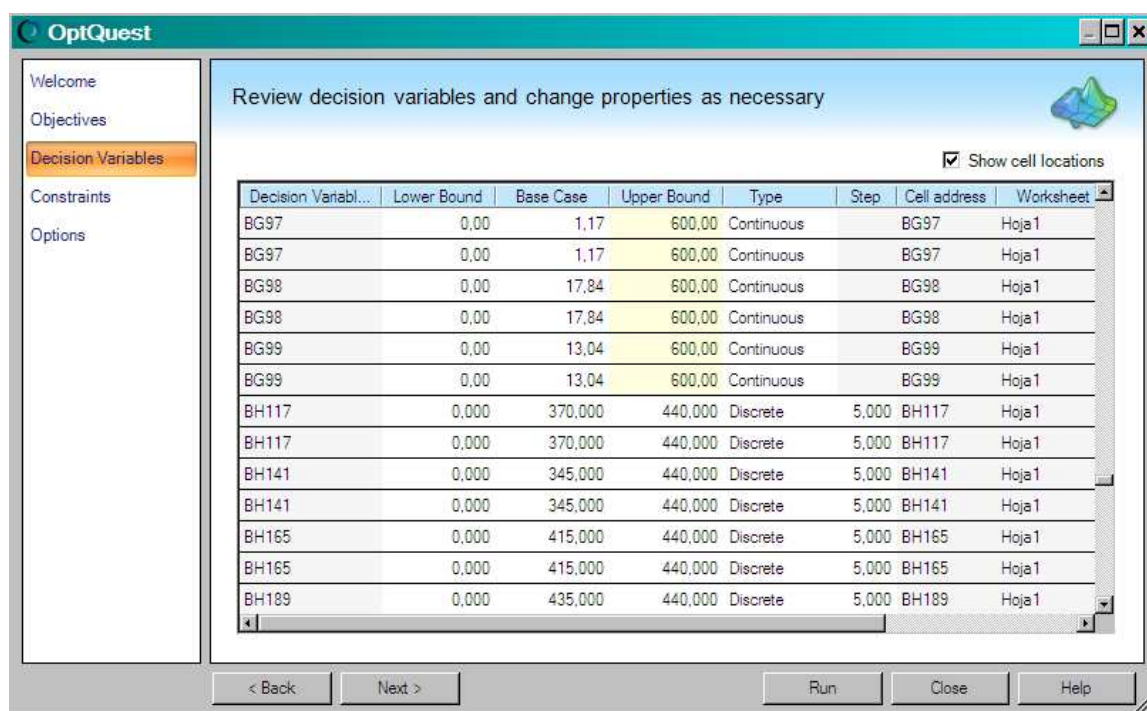 OptQuest
Welcome
Objectives
Decision Variables
Constraints
Options
Review decision variables and change properties as necessary
Show cell locations
Decision Variabl... Lower Bound Base Case Upper Bound Type Step Cell address Worksheet
BG97 0,00 1,17 600,00 Continuous BG97 Hoja1
BG97 0,00 1,17 600,00 Continuous BG97 Hoja1
BG98 0,00 17,84 600,00 Continuous BG98 Hoja1
BG98 0,00 17,84 600,00 Continuous BG98 Hoja1
BG99 0,00 13,04 600,00 Continuous BG99 Hoja1
BG99 0,00 13,04 600,00 Continuous BG99 Hoja1
BH117 0,000 370,000 440,000 Discrete 5,000 BH117 Hoja1
BH117 0,000 370,000 440,000 Discrete 5,000 BH117 Hoja1
BH141 0,000 345,000 440,000 Discrete 5,000 BH141 Hoja1
BH141 0,000 345,000 440,000 Discrete 5,000 BH141 Hoja1
BH165 0,000 415,000 440,000 Discrete 5,000 BH165 Hoja1
BH165 0,000 415,000 440,000 Discrete 5,000 BH165 Hoja1
BH189 0,000 435,000 440,000 Discrete 5,000 BH189 Hoja1
< Back Next > Run Close Help